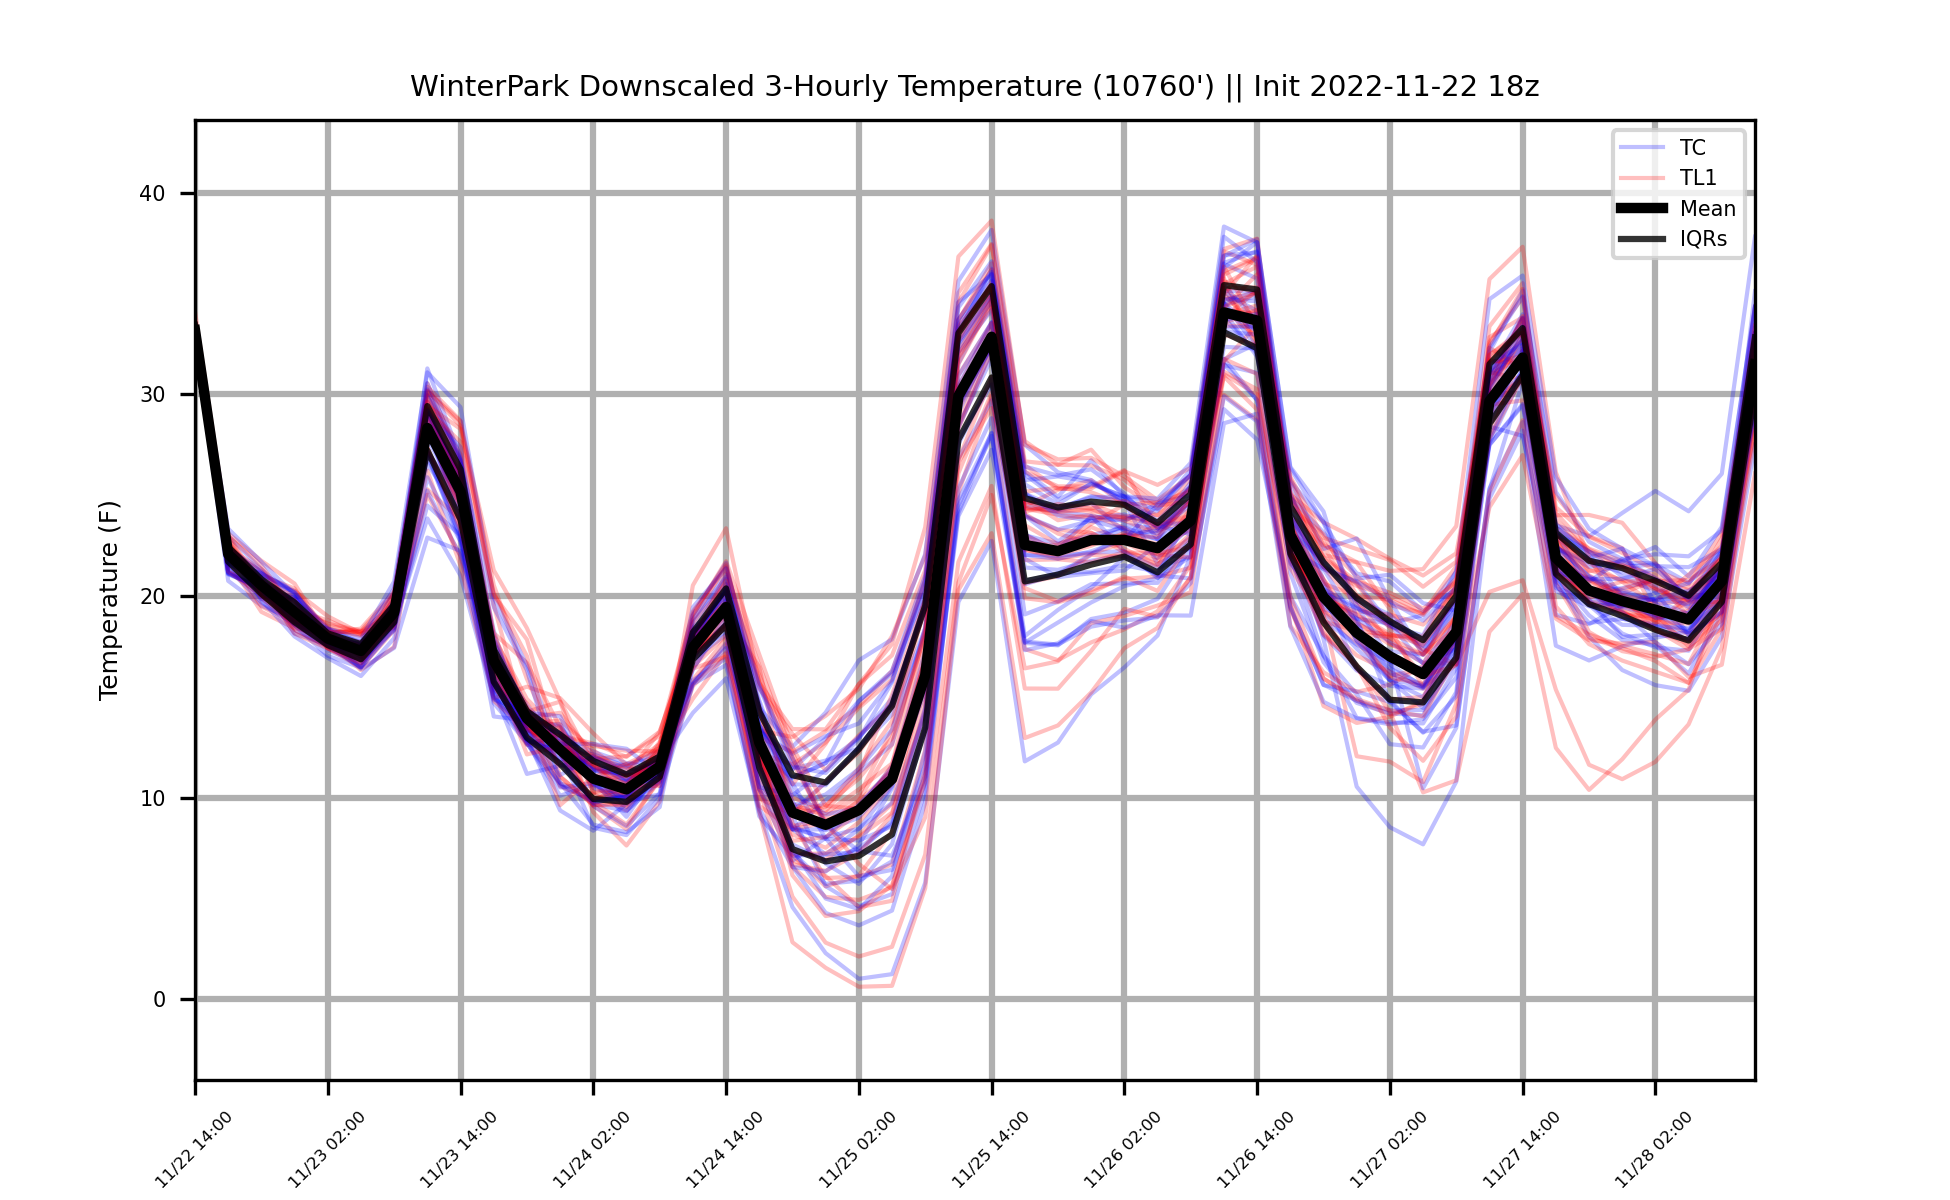 WinterPark Downscaled 3-Hourly Temperature (10760') || Init 2022-11-22 18z
TC
TL1
Mean
IQRs
Temperature (F)
40
30
20
10
0
11/22 14:00
11/23 02:00
11/23 14:00
11/24 02:00
11/24 14:00
11/25 02:00
11/25 14:00
11/26 02:00
11/26 14:00
11/27 02:00
11/27 14:00
11/28 02:00